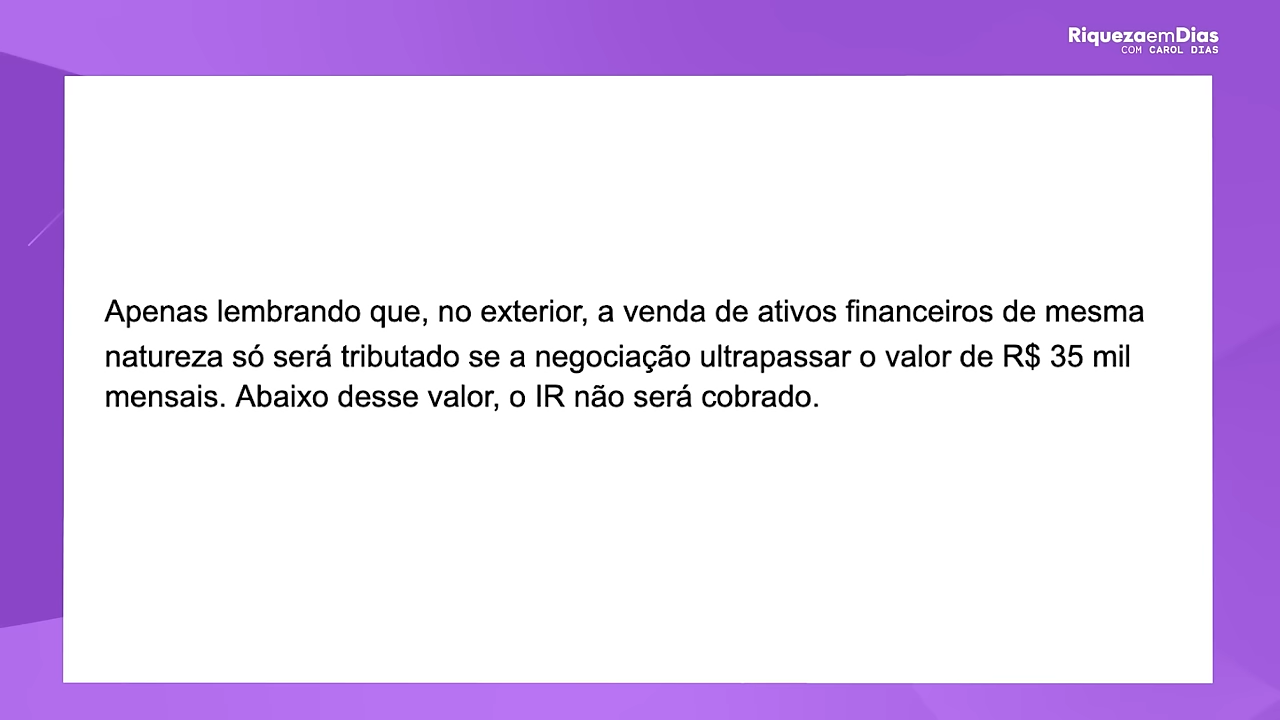 RiquezaemDias
COM CAROL DIAS
Apenas lembrando que, no exterior, a venda de ativos financeiros de mesma
natureza só será tributado se a negociação ultrapassar o valor de R$ 35 mil
mensais. Abaixo desse valor, o IR não será cobrado.